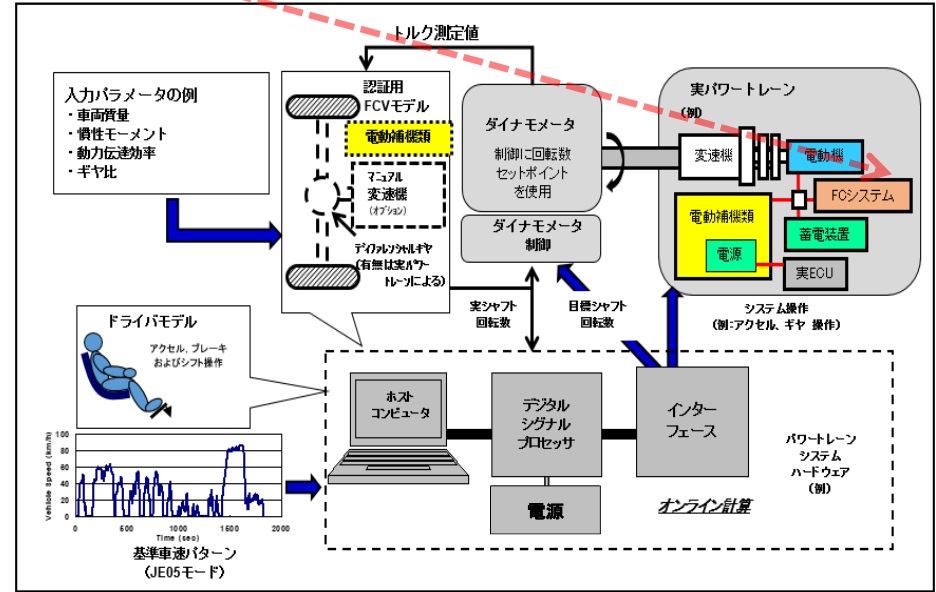 トルク測定値
入力パラメータの例
・車両質量
・慣性モーメント
・動力伝達効率
・ギヤ比
認証用
FCVモデル
電動補機類
マニュアル
変速機
(オプション)
ディファレンシャルギヤ
(有無は実パワー
トレーンによる)
ダイナモメータ
制御に回転数
セットポイント
を使用
ダイナモメータ
制御
実パワートレーン
(例)
変速機
電動機
FCシステム
電動補機類
電源
蓄電装置
実ECU
実シャフト
回転数
目標シャフト
回転数
システム操作
(例:アクセル、ギヤ 操作)
ドライバモデル
アクセル、ブレーキ
およびシフト操作
ホスト
コンピュータ
デジタル
シグナル
プロセッサ
インター
フェース
電源
オンライン計算
パワートレーン
システム
ハードウェア
(例)
Vehicle Speed (km/h)
100
80
60
40
20
0
0 500 1000 1500 2000
Time (sec)
基準車速パターン
(JE05モード)